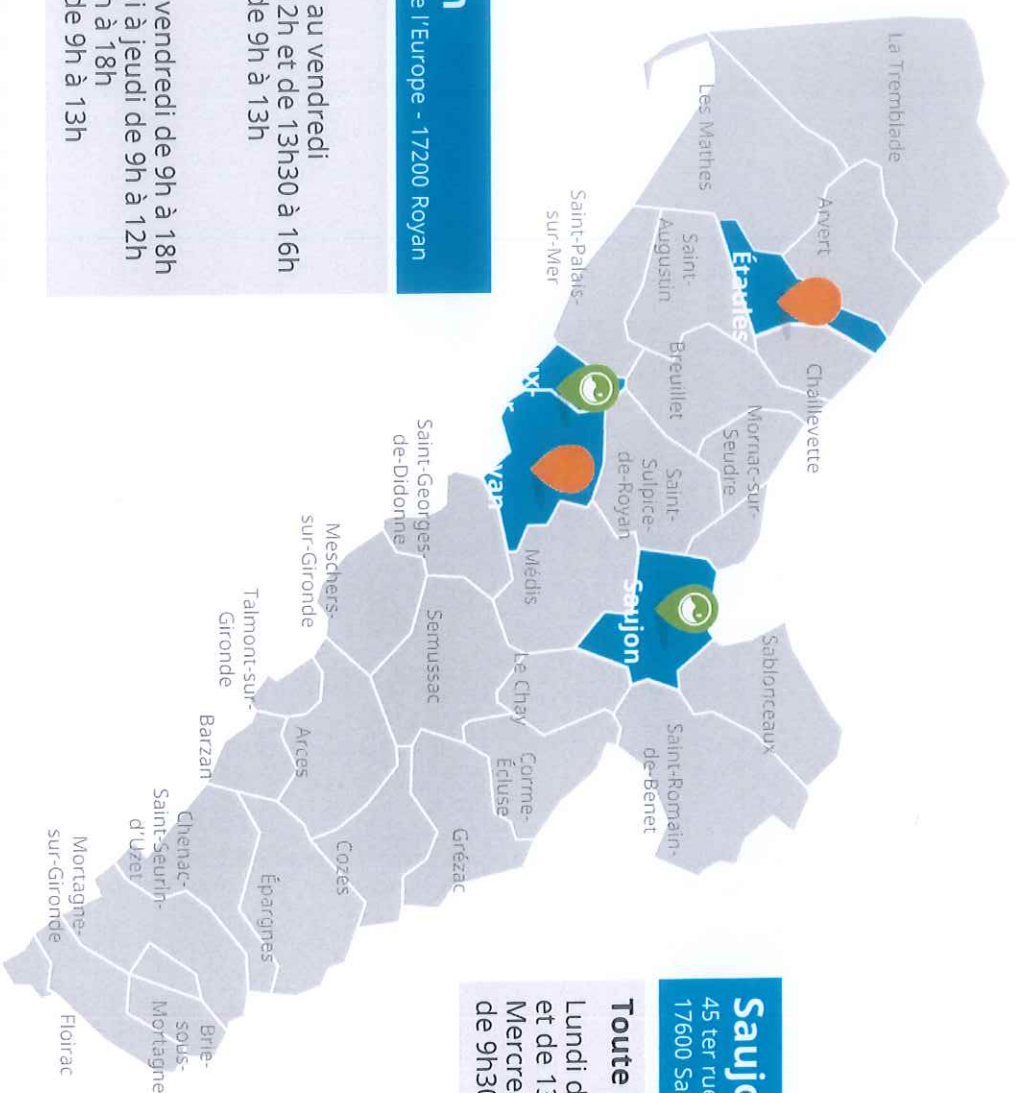 La Tremblade
Les Mathes
Arvert
Étaules
Saint-
Augustin
Saint-Palais-
sur-Mer
Chaillevette
Breuillet
Mornac-sur-
Seudre
Saint-
Sulpice-
de-Royan
ux-
r
yan
Saujon
Sablonceaux
Saint-Romain-
de-Benet
Médis
Saint-Georges-
de-Didonne
Le Chay
Semussac
Meschers-
sur-Gironde
Corme-
Écluse
Grézac
Talmont-sur-
Gironde
Arces
Cozes
Barzan
Épargnes
Chenac-
Saint-Seurin-
d'Uzet
Mortagne-
sur-Gironde
Brie-
sous-
Mortagne
Floirac
n
e l'Europe - 17200 Royan
au vendredi
2h et de 13h30 à 16h
de 9h à 13h
vendredi de 9h à 18h
i à jeudi de 9h à 12h
h à 18h
de 9h à 13h
Saujo
45 ter rue
17600 Sa
Toute
Lundi d
et de 13
Mercre
de 9h30